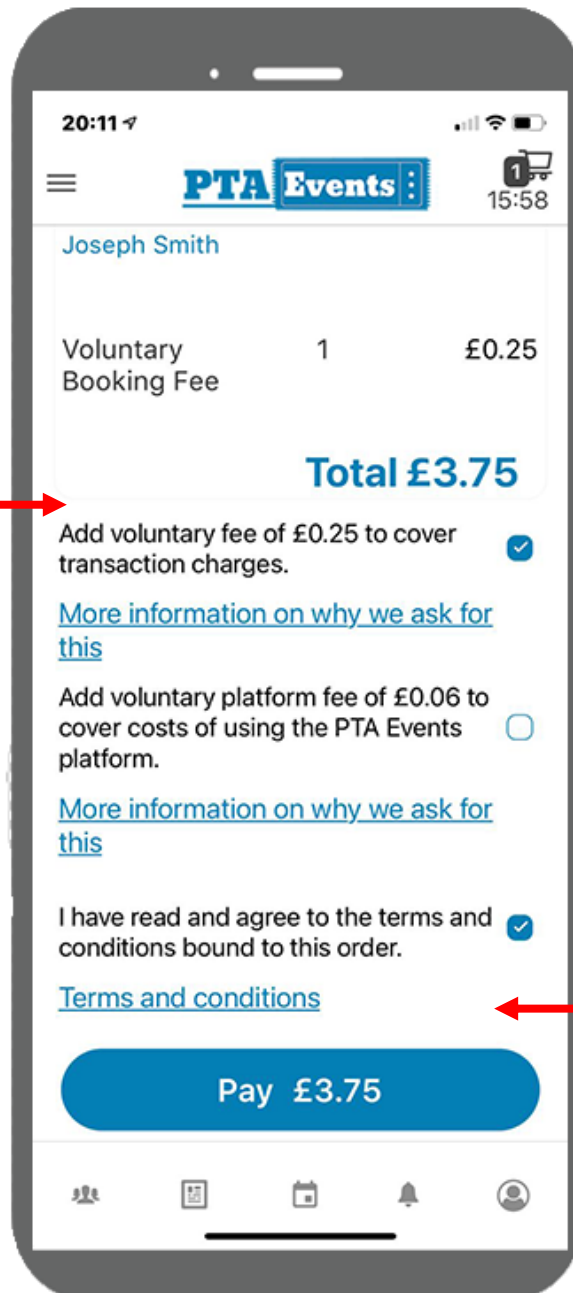 20:11
PTA Events
1
15:58
Joseph Smith
Voluntary 1 £0.25
Booking Fee
Total £3.75
Add voluntary fee of £0.25 to cover
transaction charges.
More information on why we ask for
this
Add voluntary platform fee of £0.06 to
cover costs of using the PTA Events
platform.
More information on why we ask for
this
I have read and agree to the terms and
conditions bound to this order.
Terms and conditions
Pay £3.75